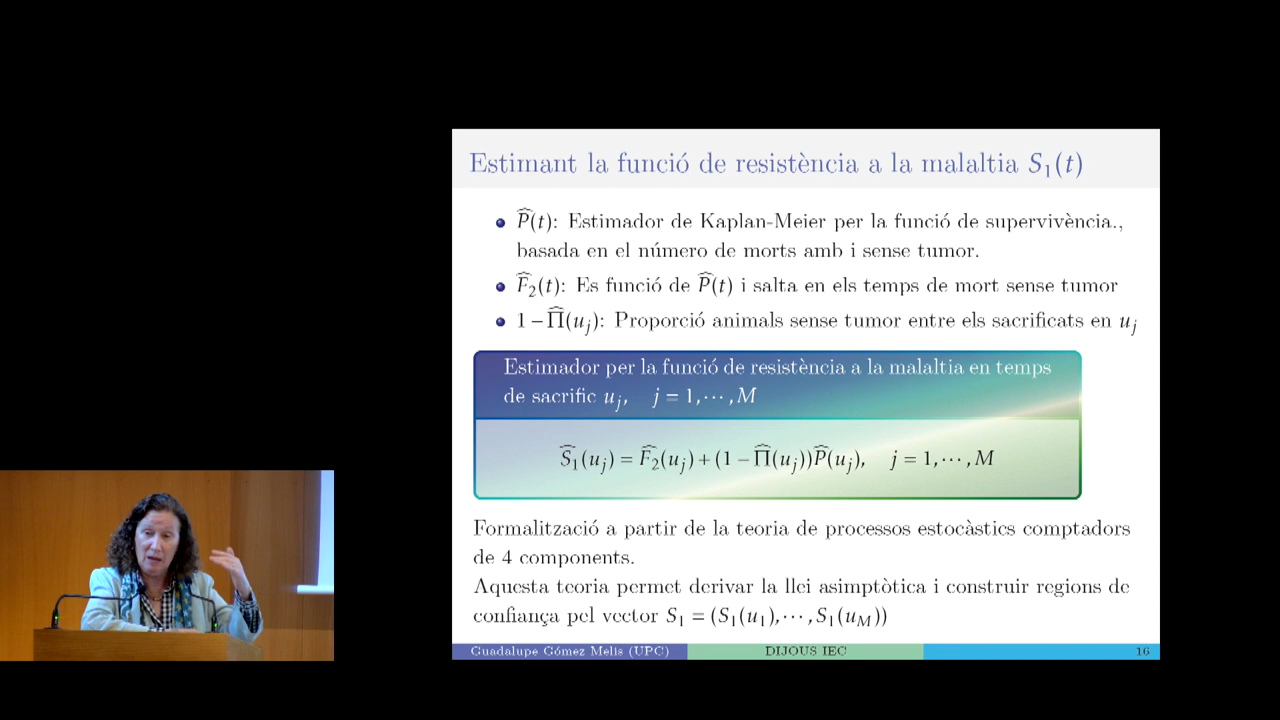 Estimant la funció de resistència a la malaltia S₁(t)
P̂(t): Estimador de Kaplan-Meier per la funció de supervivència.,
basada en el número de morts amb i sense tumor.
F̂₂(t): Es funció de P̂(t) i salta en els temps de mort sense tumor
1−Π̂(uⱼ): Proporció animals sense tumor entre els sacrificats en uⱼ
Estimador per la funció de resistència a la malaltia en temps
de sacrific uⱼ, j = 1,⋯,M
Ŝ₁(uⱼ) = F̂₂(uⱼ)+(1−Π̂(uⱼ))P̂(uⱼ), j = 1,⋯,M
Formalització a partir de la teoria de processos estocàstics comptadors
de 4 components.
Aquesta teoria permet derivar la llei asimptòtica i construir regions de
confiança pel vector S₁ = (S₁(u₁),⋯,S₁(u_M))
Guadalupe Gómez Melis (UPC) DIJOUS IEC 16